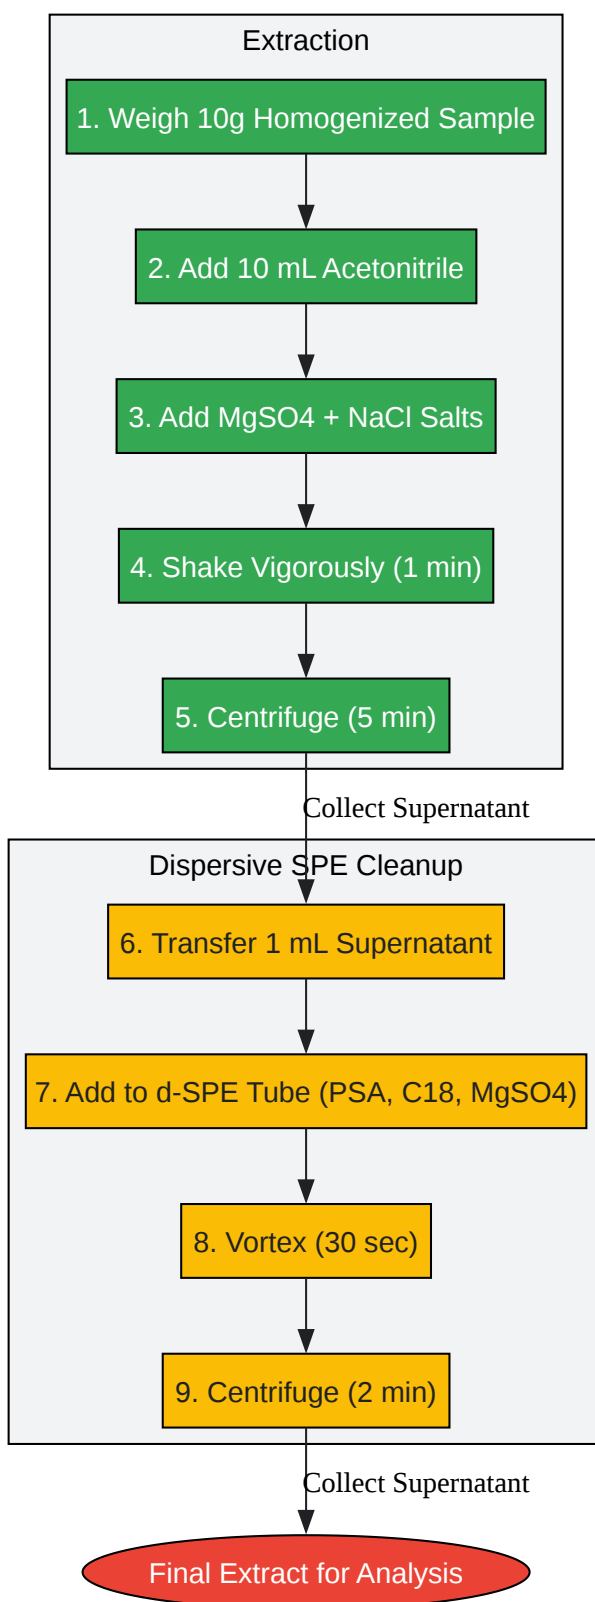 Extraction
1. Weigh 10g Homogenized Sample
2. Add 10 mL Acetonitrile
3. Add MgSO4 + NaCl Salts
4. Shake Vigorously (1 min)
5. Centrifuge (5 min)
Collect Supernatant
Dispersive SPE Cleanup
6. Transfer 1 mL Supernatant
7. Add to d-SPE Tube (PSA, C18, MgSO4)
8. Vortex (30 sec)
9. Centrifuge (2 min)
Collect Supernatant
Final Extract for Analysis